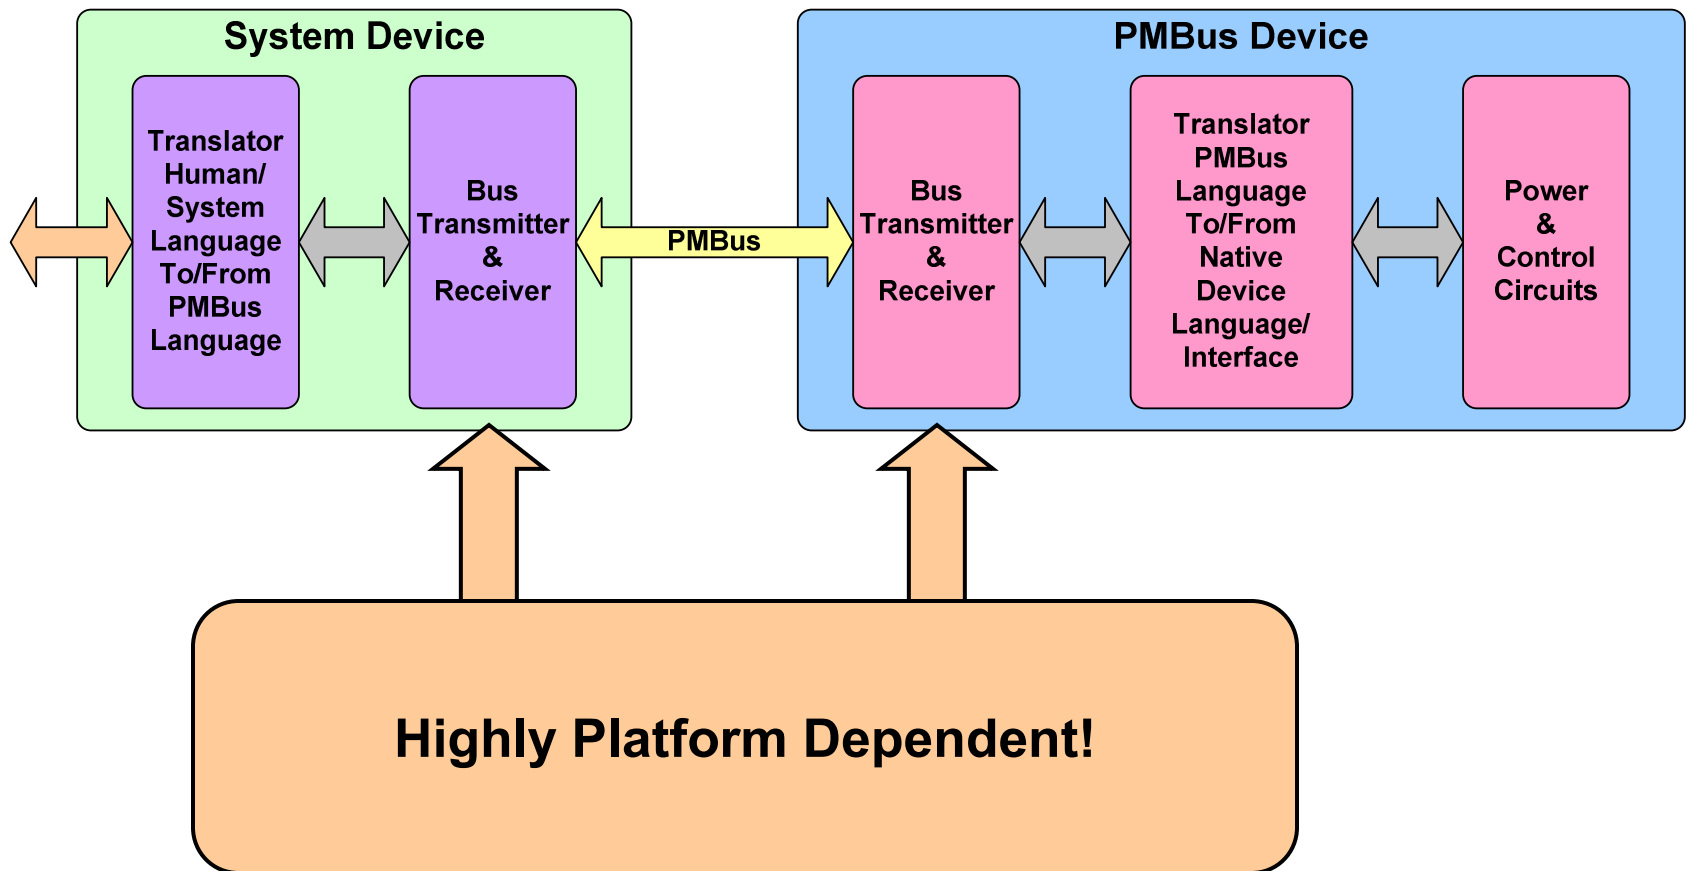 System Device
PMBus Device
Translator
Human/
System
Language
To/From
PMBus
Language
Bus
Transmitter
&
Receiver
PMBus
Bus
Transmitter
&
Receiver
Translator
PMBus
Language
To/From
Native
Device
Language/
Interface
Power
&
Control
Circuits
Highly Platform Dependent!